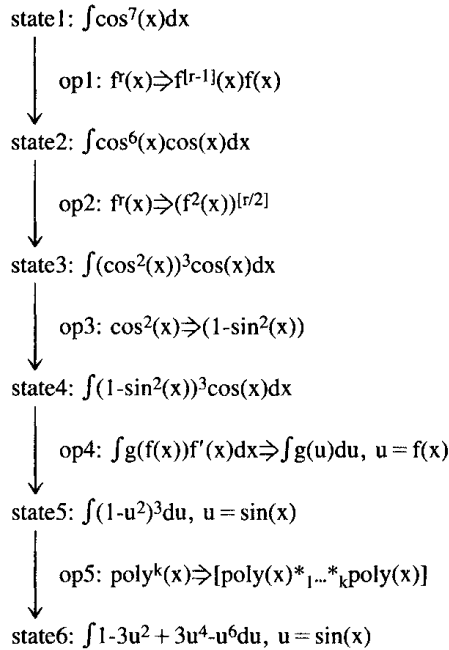 state1: ∫cos⁷(x)dx
op1: fʳ(x)⇒f[ʳ⁻¹](x)f(x)
state2: ∫cos⁶(x)cos(x)dx
op2: fʳ(x)⇒(f²(x))[ʳ/²]
state3: ∫(cos²(x))³cos(x)dx
op3: cos²(x)⇒(1-sin²(x))
state4: ∫(1-sin²(x))³cos(x)dx
op4: ∫g(f(x))f′(x)dx⇒∫g(u)du, u = f(x)
state5: ∫(1-u²)³du, u = sin(x)
op5: polyᵏ(x)⇒[poly(x)*₁...*ₖpoly(x)]
state6: ∫1-3u² + 3u⁴-u⁶du, u = sin(x)